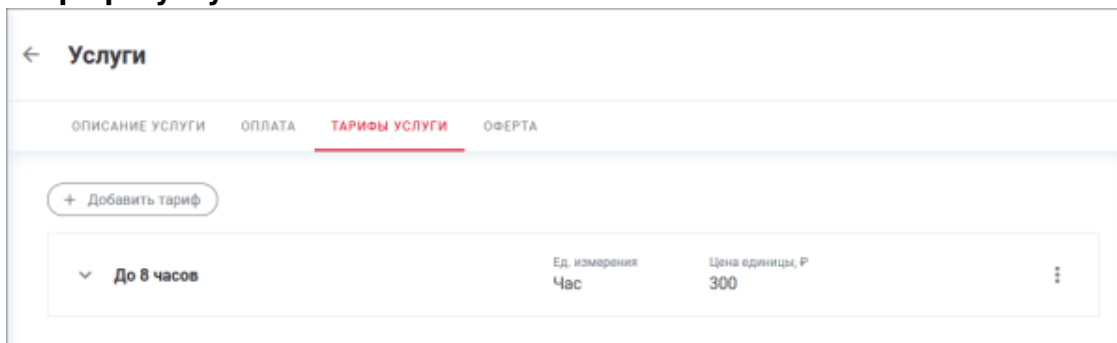 Услуги
ОПИСАНИЕ УСЛУГИ ОПЛАТА ТАРИФЫ УСЛУГИ ОФЕРТА
+ Добавить тариф
До 8 часов
Ед. измерения Цена единицы, ₽
Час 300